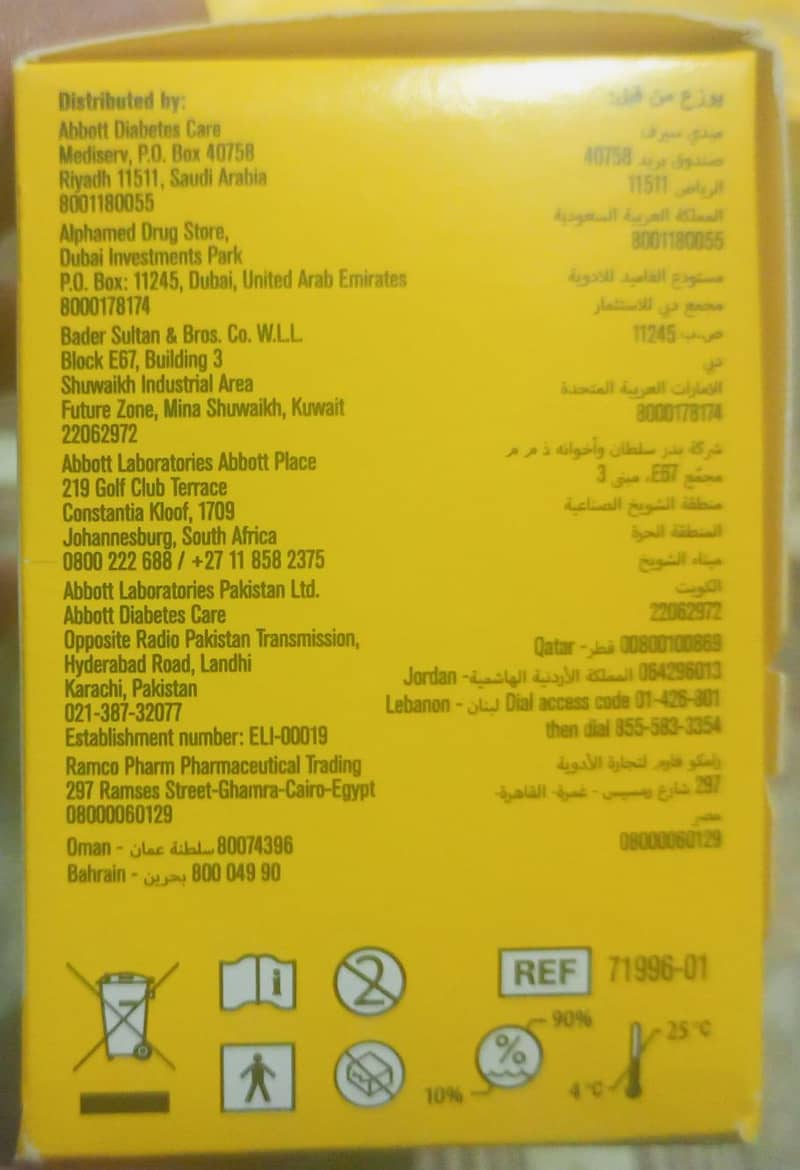 Distributed by:
Abbott Diabetes Care
Mediserv, P.O. Box 40758
Riyadh 11511, Saudi Arabia
8001180055
Alphamed Drug Store,
Dubai Investments Park
P.O. Box: 11245, Dubai, United Arab Emirates
8000178174
Bader Sultan & Bros. Co. W.L.L.
Block E67, Building 3
Shuwaikh Industrial Area
Future Zone, Mina Shuwaikh, Kuwait
22062972
Abbott Laboratories Abbott Place
219 Golf Club Terrace
Constantia Kloof, 1709
Johannesburg, South Africa
0800 222 688 / +27 11 858 2375
Abbott Laboratories Pakistan Ltd.
Abbott Diabetes Care
Opposite Radio Pakistan Transmission,
Hyderabad Road, Landhi
Karachi, Pakistan
021-387-32077
Establishment number: ELI-00019
Ramco Pharm Pharmaceutical Trading
297 Ramses Street-Ghamra-Cairo-Egypt
08000060129
Oman - سلطنة عمان 80074396
Bahrain - بحرين 800 049 90
يوزع من قبل:
ميدي سيرف
صندوق بريد 40758
الرياض 11511
المملكة العربية السعودية
8001180055
مستودع الفاميد للادوية
مجمع دبي للاستثمار
ص.ب 11245
دبي
الامارات العربية المتحدة
8000178174
شركة بدر سلطان وأخوانه ذ م م
مجمّع E67، مبنى 3
منطقة الشويخ الصناعية
المنطقة الحرة
ميناء الشويخ
الكويت
22062972
Qatar - قطر 00800100869
Jordan - المملكة الأردنية الهاشمية 064296013
Lebanon - لبنان Dial access code 01-426-801
then dial 855-583-3354
رامكو فارم لتجارة الأدوية
297 شارع رمسيس - غمرة- القاهرة-
مصر
08000060129
REF 71996-01
90%
%
10%
25 °C
4 °C
i
2